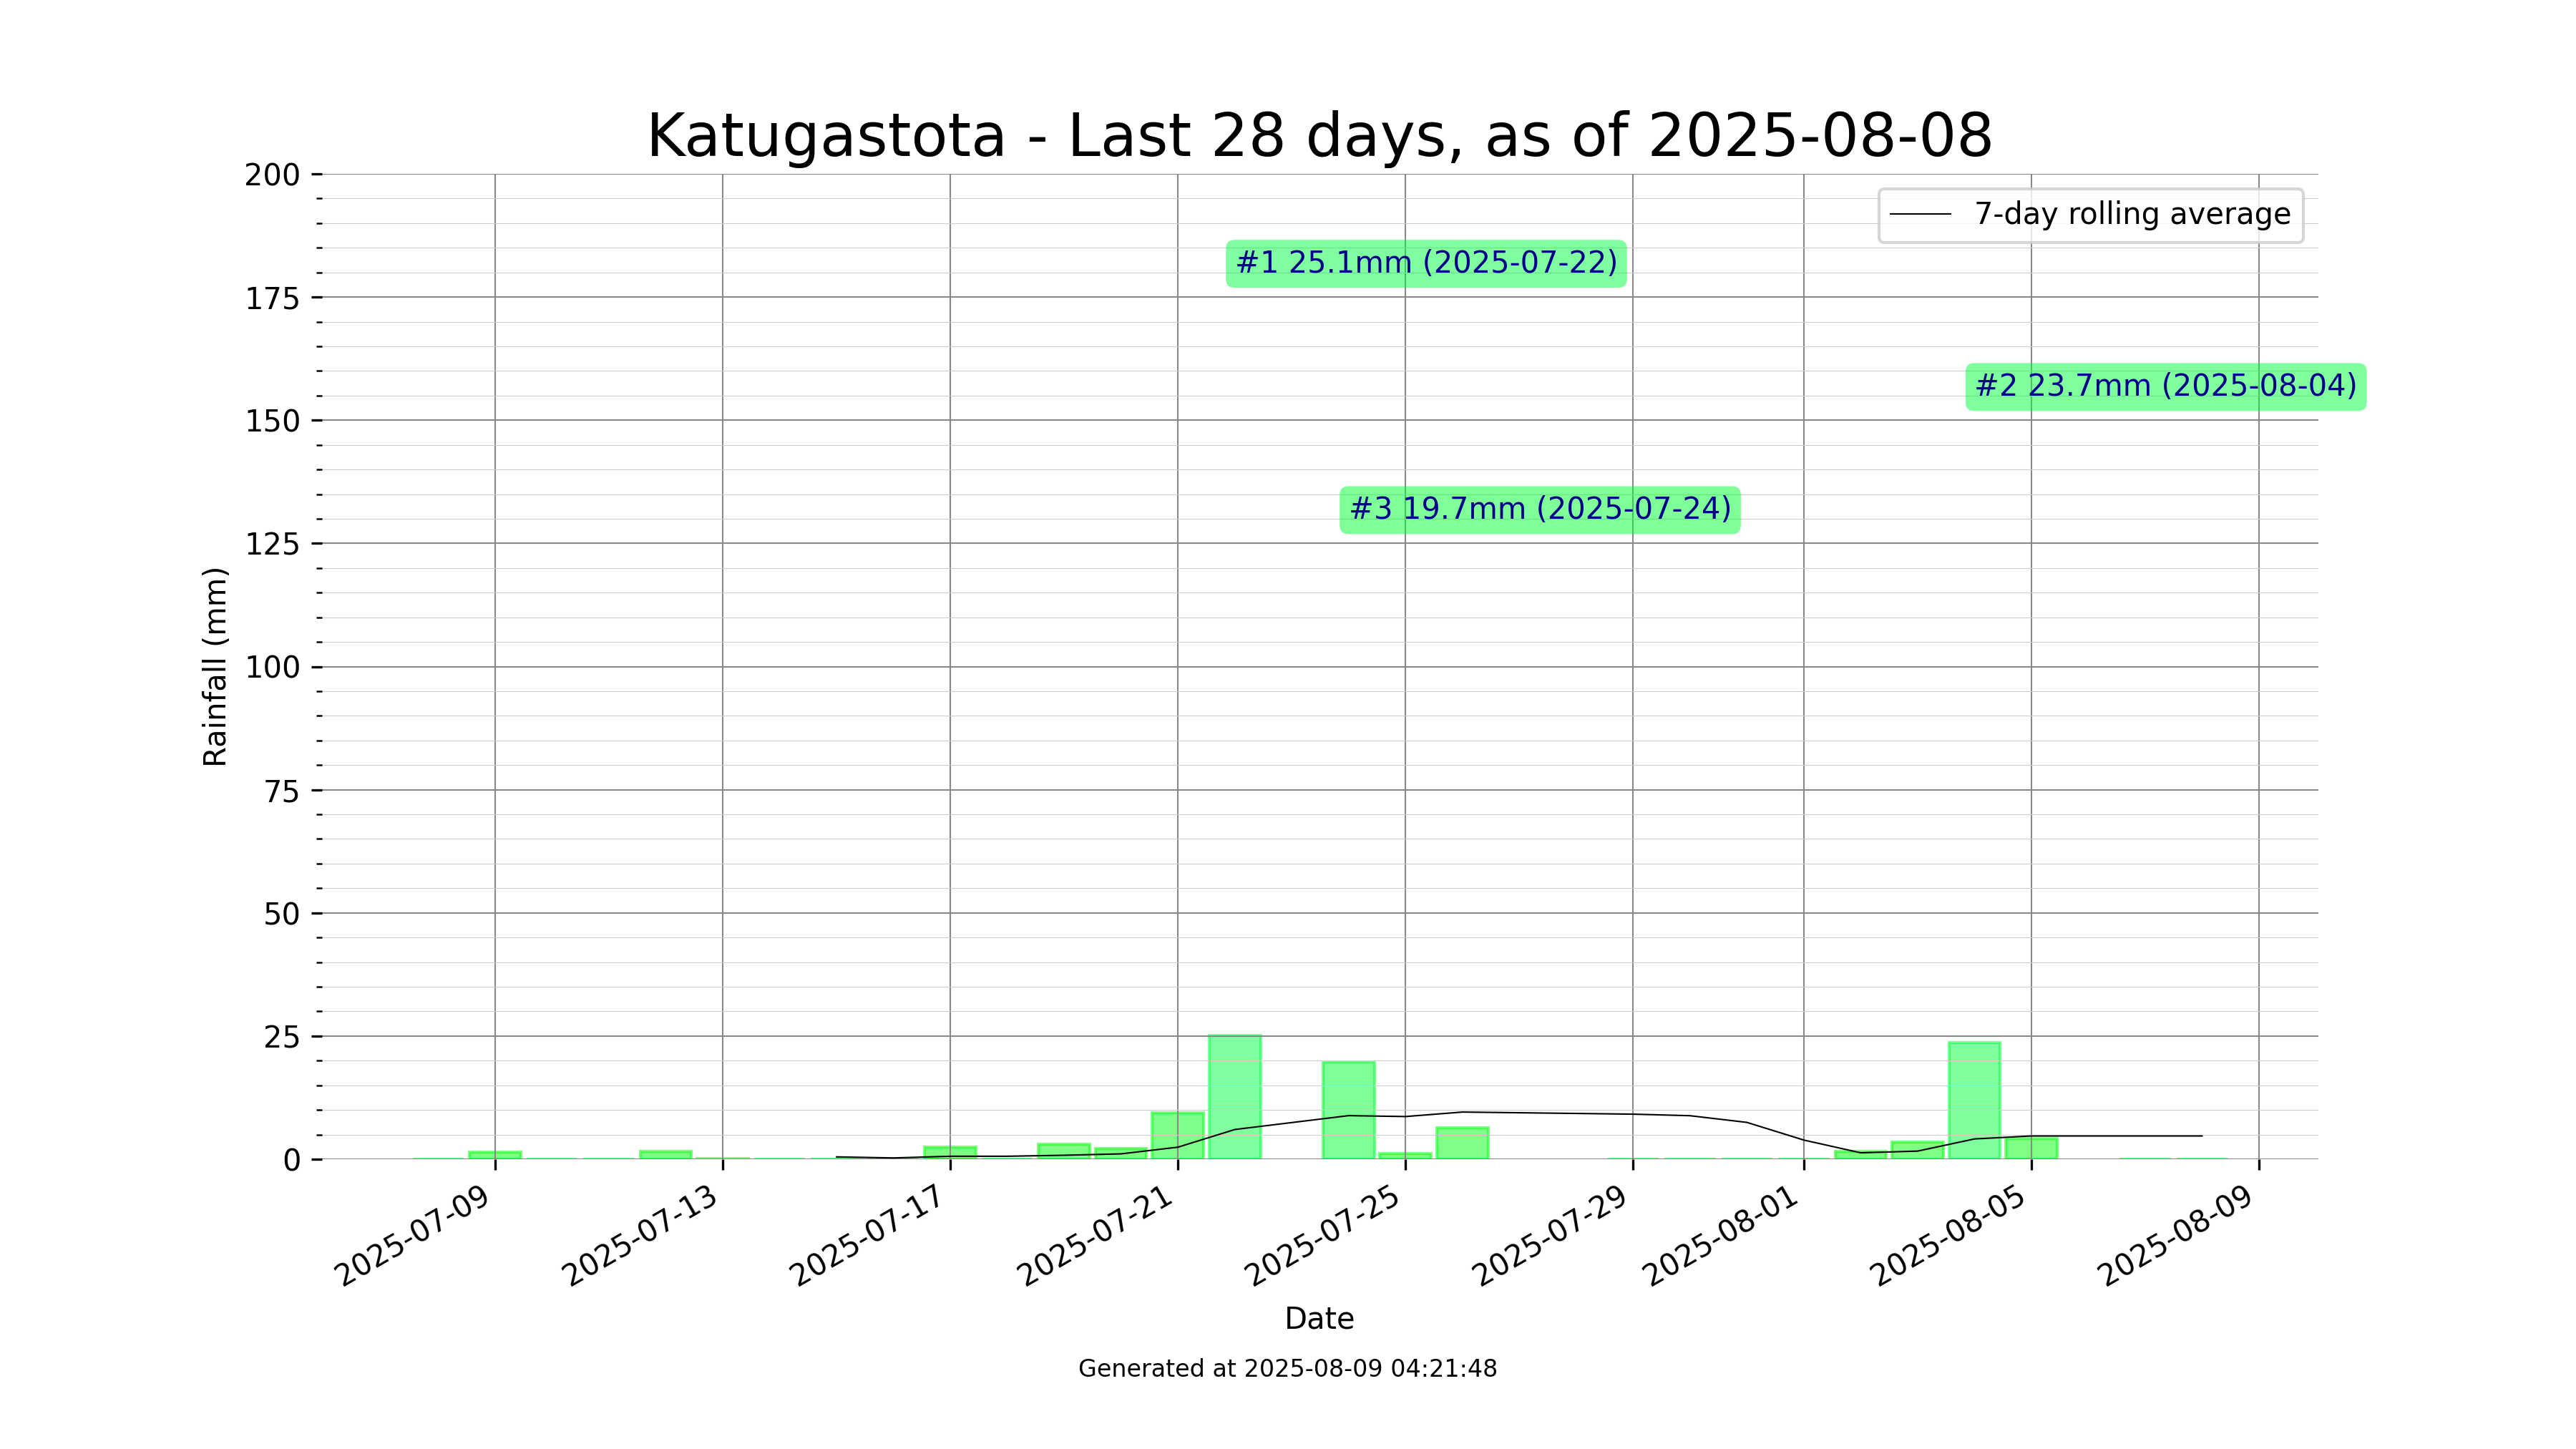 Katugastota - Last 28 days, as of 2025-08-08
7-day rolling average
#1 25.1mm (2025-07-22)
#2 23.7mm (2025-08-04)
#3 19.7mm (2025-07-24)
Rainfall (mm)
200
175
150
125
100
75
50
25
0
2025-07-09
2025-07-13
2025-07-17
2025-07-21
2025-07-25
2025-07-29
2025-08-01
2025-08-05
2025-08-09
Date
Generated at 2025-08-09 04:21:48